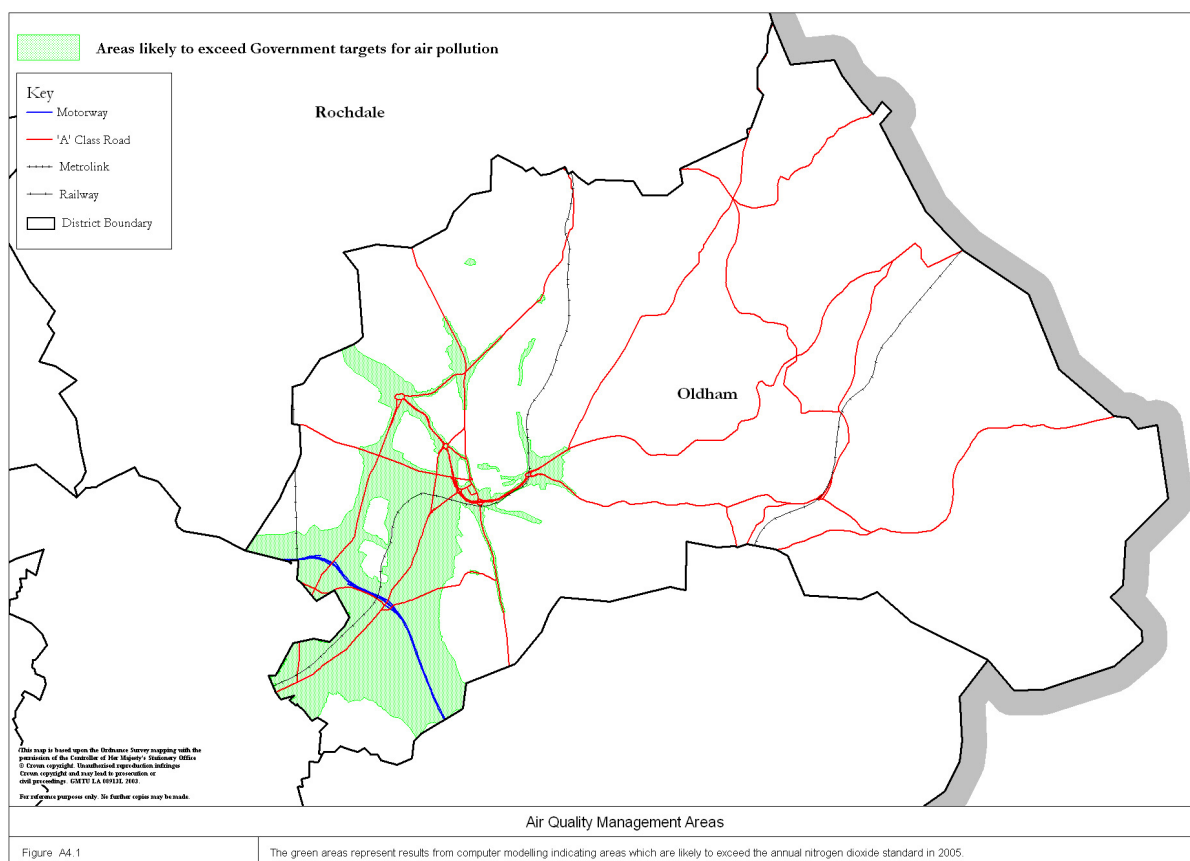 Areas likely to exceed Government targets for air pollution
Key
Motorway
'A' Class Road
Metrolink
Railway
District Boundary
Rochdale
Oldham
This map is based upon the Ordnance Survey mapping with the
permission of the Controller of Her Majesty's Stationery Office
© Crown copyright. Unauthorised reproduction infringes
Crown copyright and may lead to prosecution or
civil proceedings. GMTU LA 089131, 2003.
For reference purposes only. No further copies may be made.
Air Quality Management Areas
Figure A4.1
The green areas represent results from computer modelling indicating areas which are likely to exceed the annual nitrogen dioxide standard in 2005.